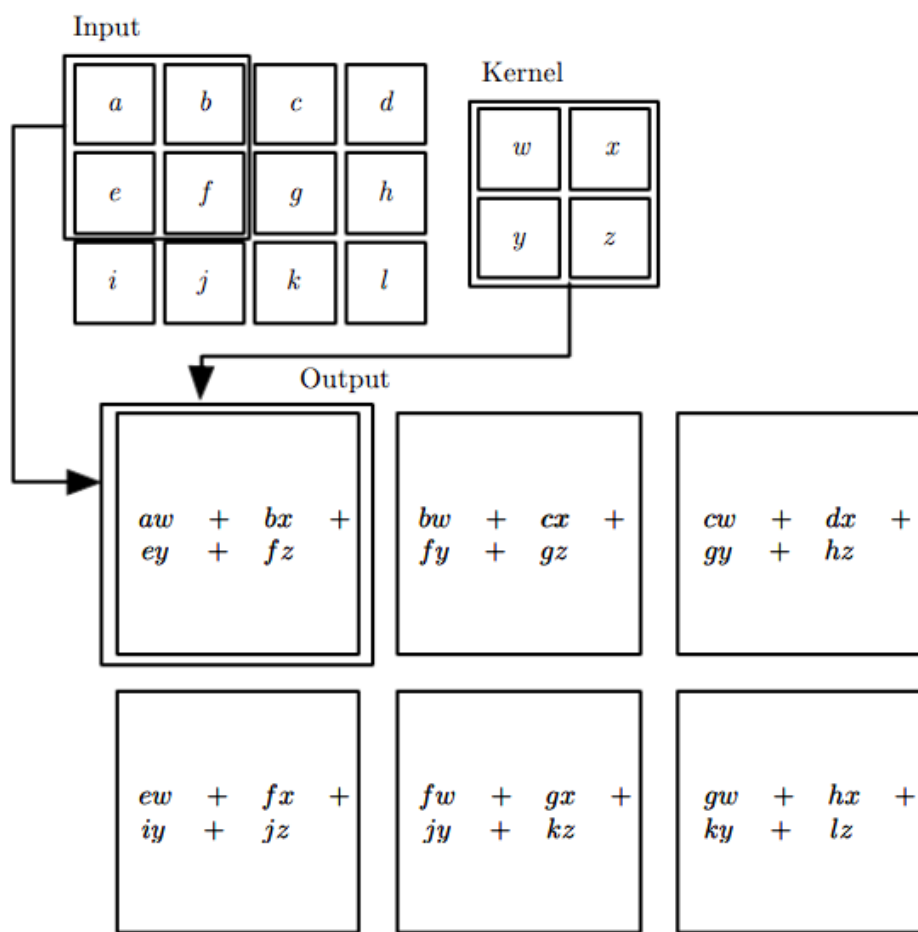 Input
Kernel
a b c d
w x
e f g h
y z
i j k l
Output
aw + bx +
ey + fz
bw + cx +
fy + gz
cw + dx +
gy + hz
ew + fx +
iy + jz
fw + gx +
jy + kz
gw + hx +
ky + lz